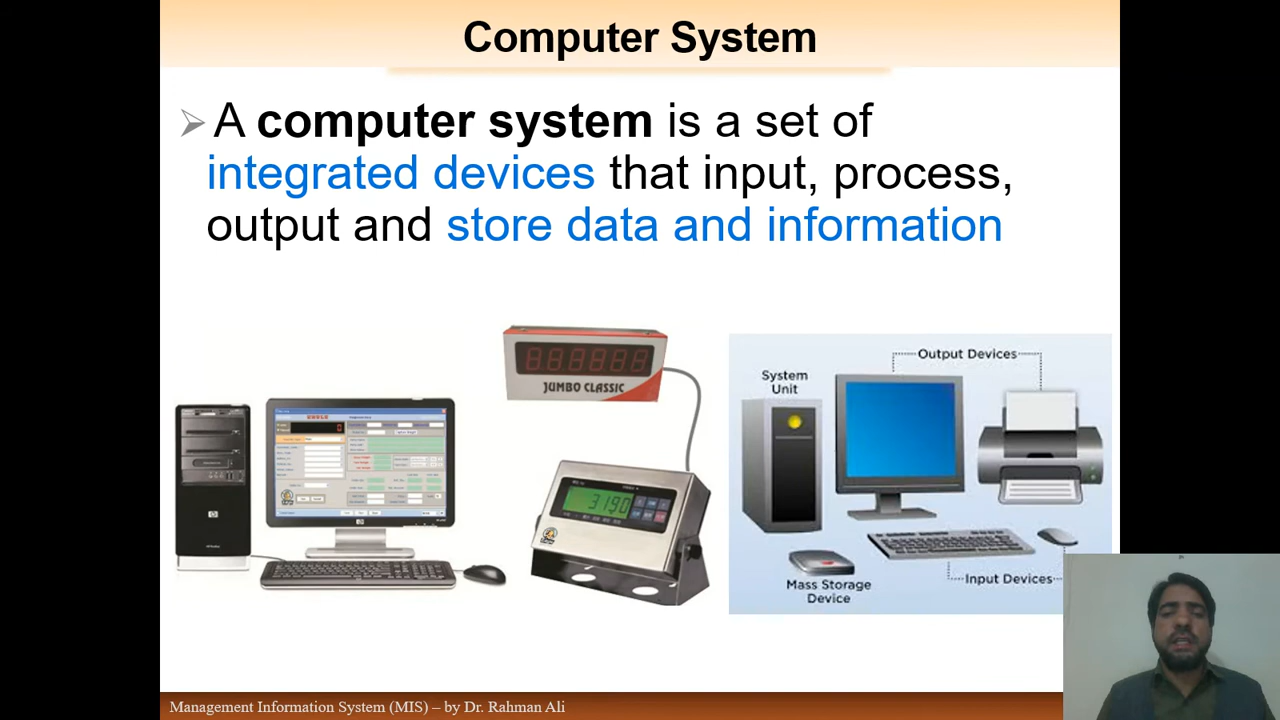 Computer System
A computer system is a set of
integrated devices that input, process,
output and store data and information
JUMBO CLASSIC
3190
Output Devices
System
Unit
Mass Storage
Device
Input Devices
Management Information System (MIS) – by Dr. Rahman Ali